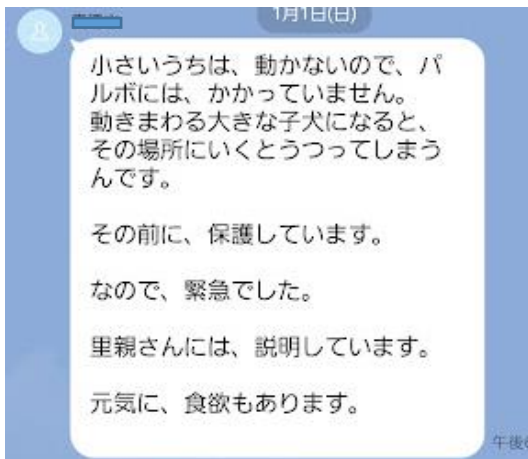 1月1日(日)
小さいうちは、動かないので、パ
ルボには、かかっていません。
動きまわる大きな子犬になると、
その場所にいくとうつってしまう
んです。
その前に、保護しています。
なので、緊急でした。
里親さんには、説明しています。
元気に、食欲もあります。
午後